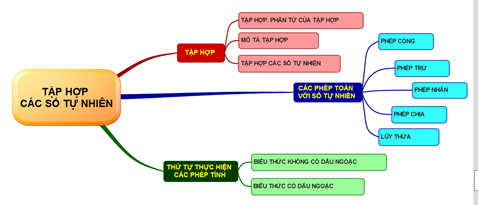 TẬP HỢP
CÁC SỐ TỰ NHIÊN
TẬP HỢP
TẬP HỢP. PHẦN TỬ CỦA TẬP HỢP
MÔ TẢ TẬP HỢP
TẬP HỢP CÁC SỐ TỰ NHIÊN
CÁC PHÉP TOÁN
VỚI SỐ TỰ NHIÊN
PHÉP CỘNG
PHÉP TRỪ
PHÉP NHÂN
PHÉP CHIA
LŨY THỪA
THỨ TỰ THỰC HIỆN
CÁC PHÉP TÍNH
BIỂU THỨC KHÔNG CÓ DẤU NGOẶC
BIỂU THỨC CÓ DẤU NGOẶC